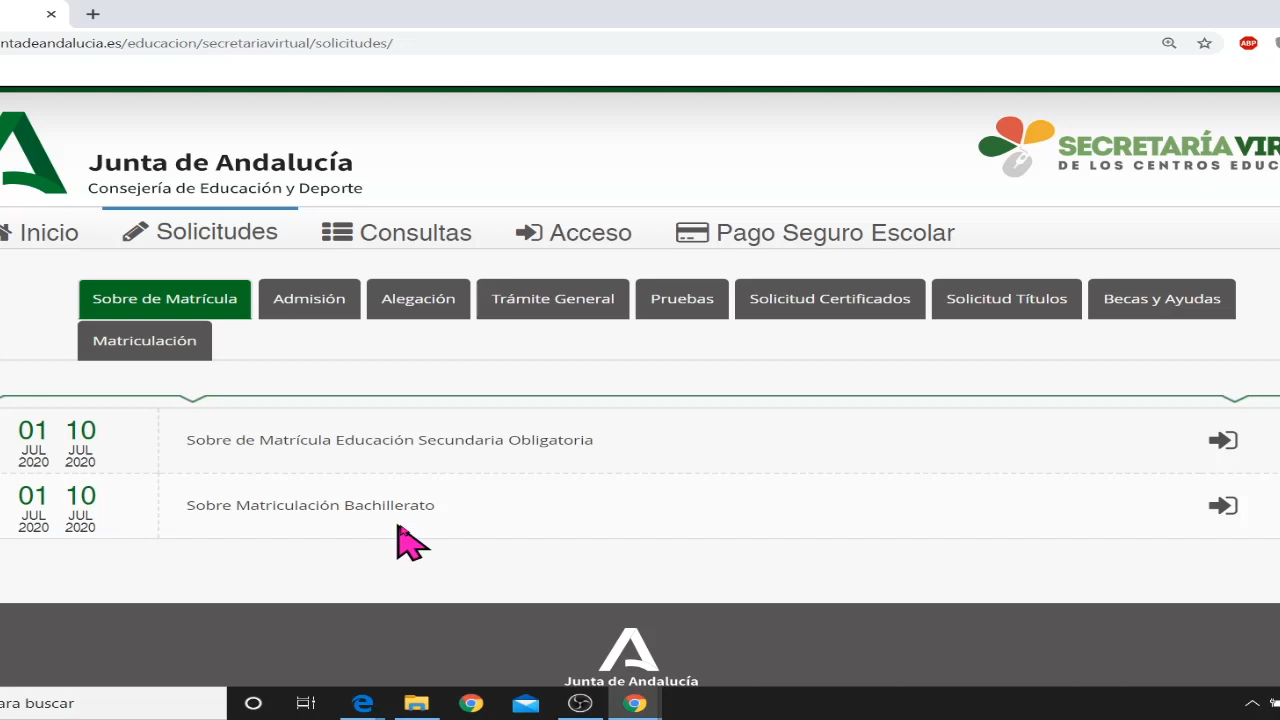 ntadeandalucia.es/educacion/secretariavirtual/solicitudes/
ABP
Junta de Andalucía
Consejería de Educación y Deporte
SECRETARÍAVIR
DE LOS CENTROS EDUC
Inicio
Solicitudes
Consultas
Acceso
Pago Seguro Escolar
Sobre de Matrícula
Admisión
Alegación
Trámite General
Pruebas
Solicitud Certificados
Solicitud Títulos
Becas y Ayudas
Matriculación
01 10
JUL JUL
2020 2020
Sobre de Matrícula Educación Secundaria Obligatoria
01 10
JUL JUL
2020 2020
Sobre Matriculación Bachillerato
Junta de Andalucía
ara buscar